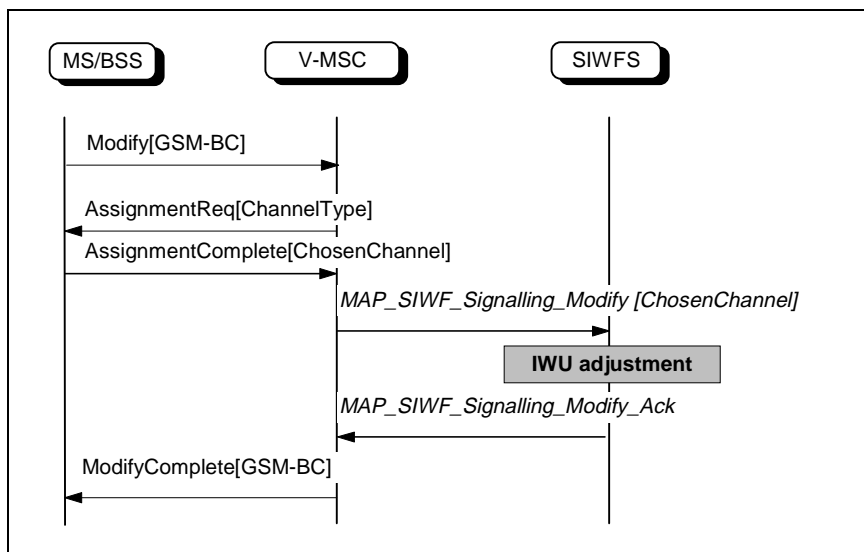 MS/BSS
V-MSC
SIWFS
Modify[GSM-BC]
AssignmentReq[ChannelType]
AssignmentComplete[ChosenChannel]
MAP_SIWF_Signalling_Modify [ChosenChannel]
IWU adjustment
MAP_SIWF_Signalling_Modify_Ack
ModifyComplete[GSM-BC]